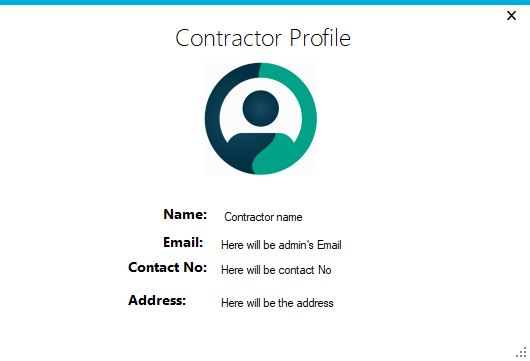 Contractor Profile
Name: Contractor name
Email: Here will be admin's Email
Contact No: Here will be contact No
Address: Here will be the address